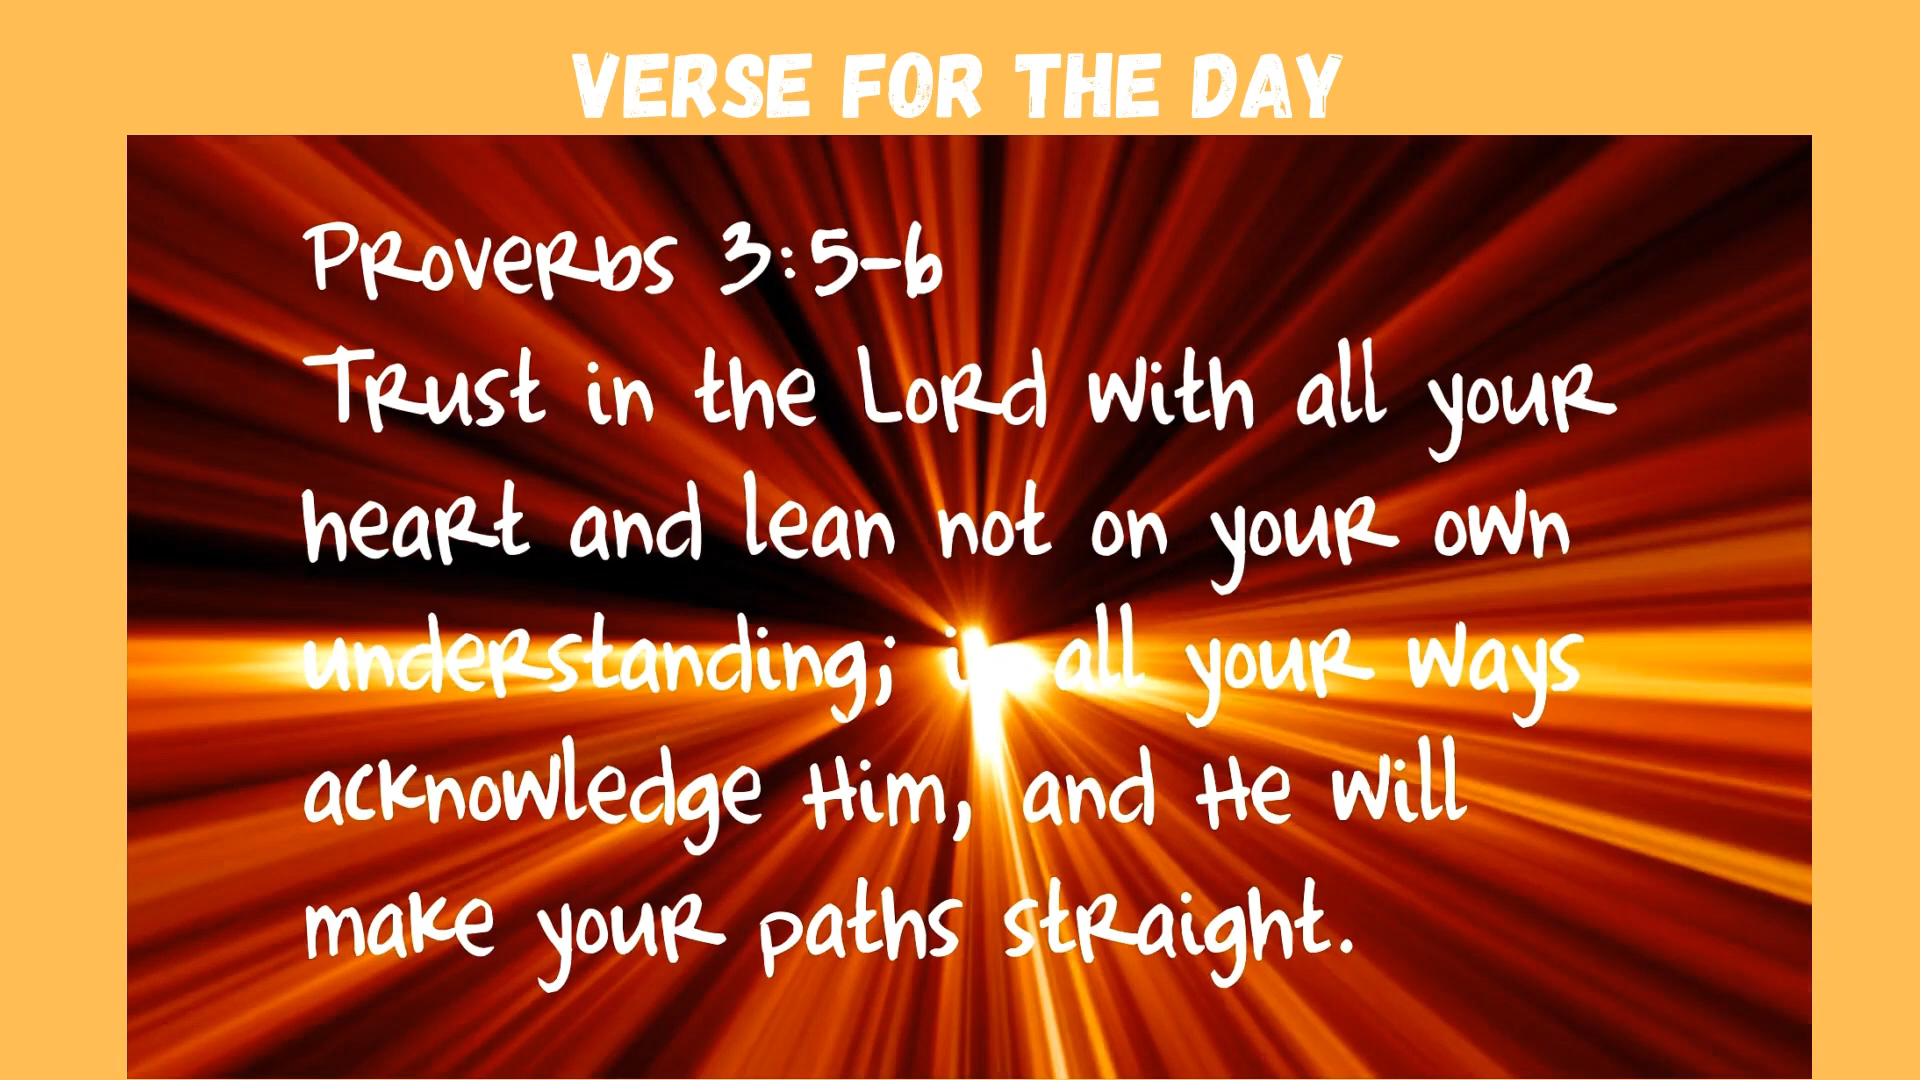 VERSE FOR THE DAY
Proverbs 3:5-6
Trust in the Lord with all your
heart and lean not on your own
understanding; in all your ways
acknowledge Him, and He will
make your paths straight.